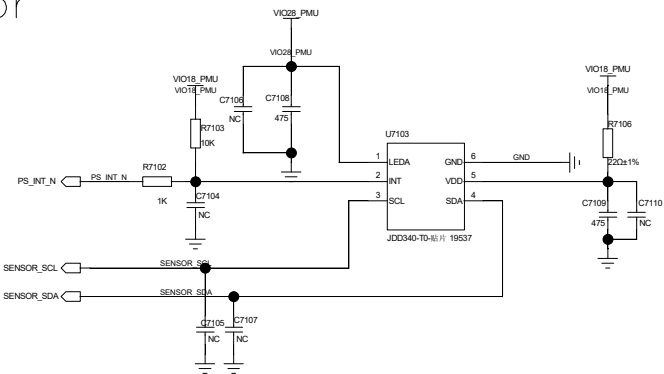 or
VIO28_PMU
VIO28_PMU
VIO18_PMU
VIO18_PMU
C7106
NC
C7108
475
R7103
10K
VIO18_PMU
VIO18_PMU
R7106
22Ω±1%
U7103
1 LEDA
GND 6
GND
2 INT
VDD 5
3 SCL
SDA 4
JDD340-T0-贴片 19537
R7102
1K
PS_INT_N
PS_INT_N
C7104
NC
C7109
475
C7110
NC
SENSOR_SCL
SENSOR_SCL
SENSOR_SDA
SENSOR_SDA
C7105
NC
C7107
NC